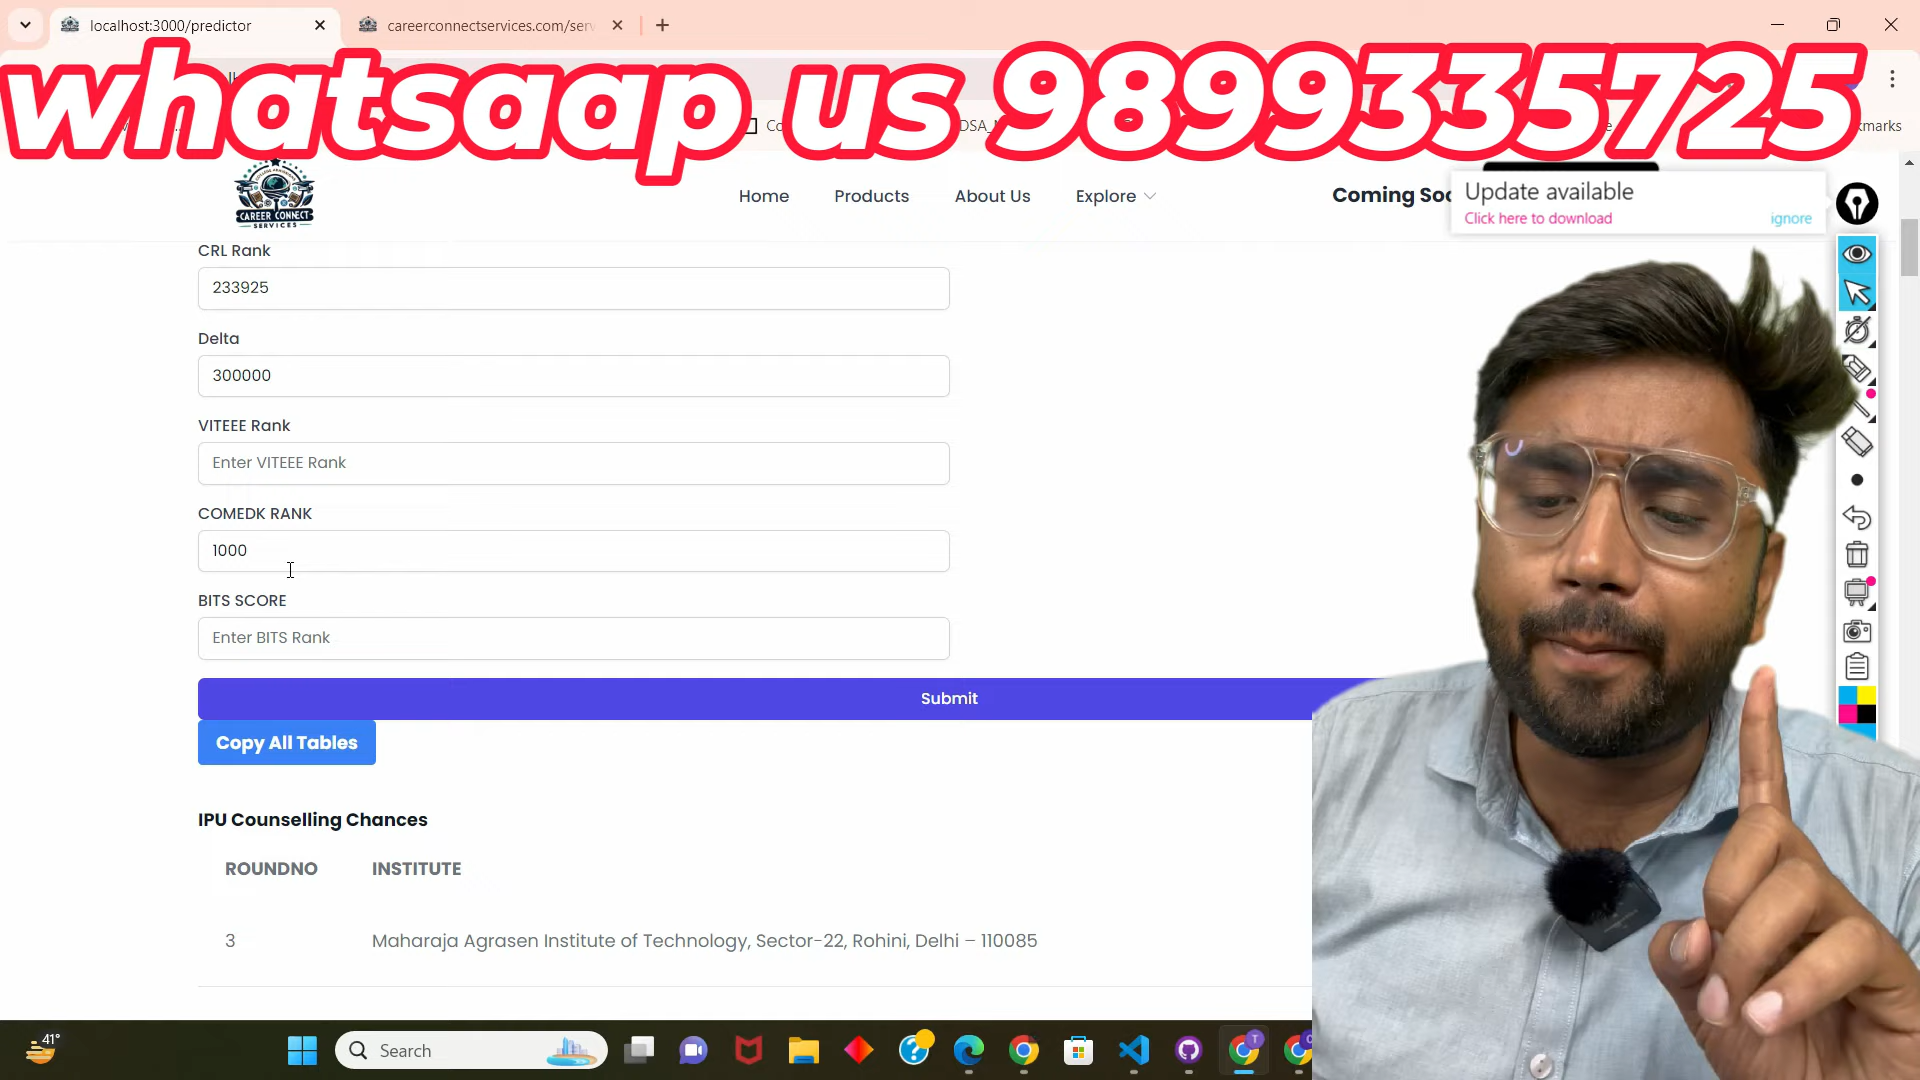 localhost:3000/predictor
careerconnectservices.com/serv
whatsaap us 9899335725
Home
Products
About Us
Explore
Coming Soo
Update available
Click here to download
ignore
CAREER CONNECT
SERVICES
CRL Rank
233925
Delta
300000
VITEEE Rank
Enter VITEEE Rank
COMEDK RANK
1000
BITS SCORE
Enter BITS Rank
Submit
Copy All Tables
IPU Counselling Chances
ROUNDNO INSTITUTE
3 Maharaja Agrasen Institute of Technology, Sector-22, Rohini, Delhi – 110085
41°
Search